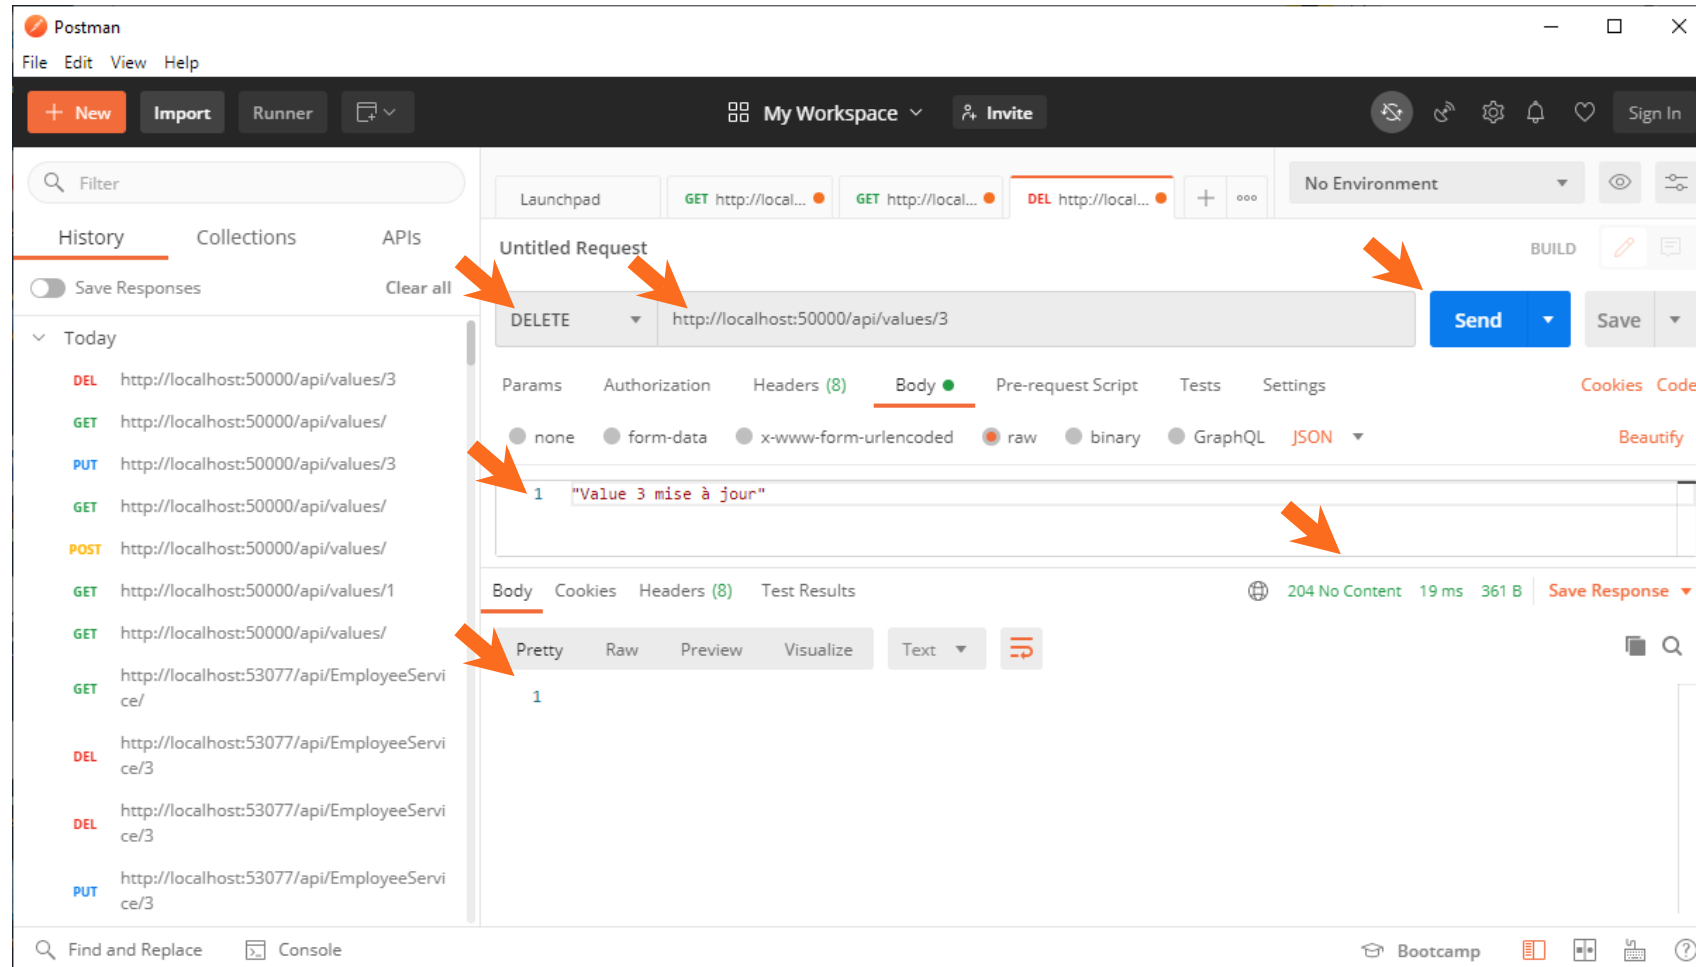 Postman
File Edit View Help
+ New Import Runner My Workspace Invite Sign In
Filter
History Collections APIs
Save Responses Clear all
Today
DEL http://localhost:50000/api/values/3
GET http://localhost:50000/api/values/
PUT http://localhost:50000/api/values/3
GET http://localhost:50000/api/values/
POST http://localhost:50000/api/values/
GET http://localhost:50000/api/values/1
GET http://localhost:50000/api/values/
GET http://localhost:53077/api/EmployeeServi
ce/
DEL http://localhost:53077/api/EmployeeServi
ce/3
DEL http://localhost:53077/api/EmployeeServi
ce/3
PUT http://localhost:53077/api/EmployeeServi
ce/3
Launchpad GET http://local... GET http://local... DEL http://local... + ooo No Environment
Untitled Request BUILD
DELETE http://localhost:50000/api/values/3 Send Save
Params Authorization Headers (8) Body Pre-request Script Tests Settings Cookies Code
none form-data x-www-form-urlencoded raw binary GraphQL JSON Beautify
1 "Value 3 mise à jour"
Body Cookies Headers (8) Test Results 204 No Content 19 ms 361 B Save Response
Pretty Raw Preview Visualize Text
1
Find and Replace Console Bootcamp ?